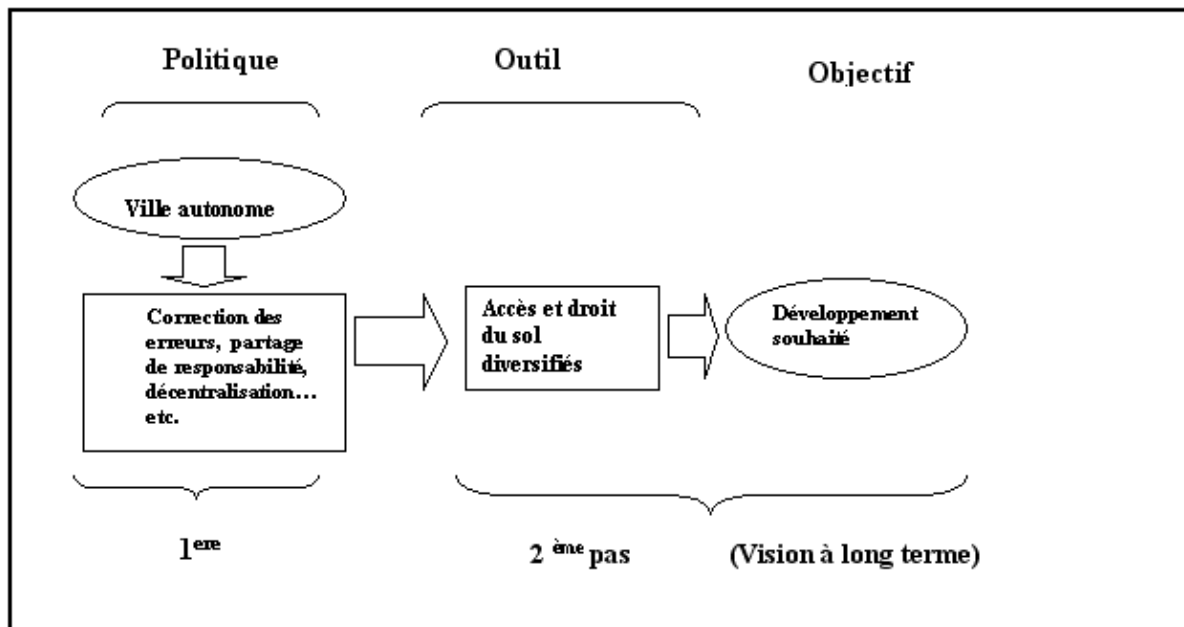 Politique
Outil
Objectif
Ville autonome
Correction des
erreurs, partage
de responsabilité,
décentralisation…
etc.
Accès et droit
du sol
diversifiés
Développement
souhaité
1ere
2 ème pas
(Vision à long terme)